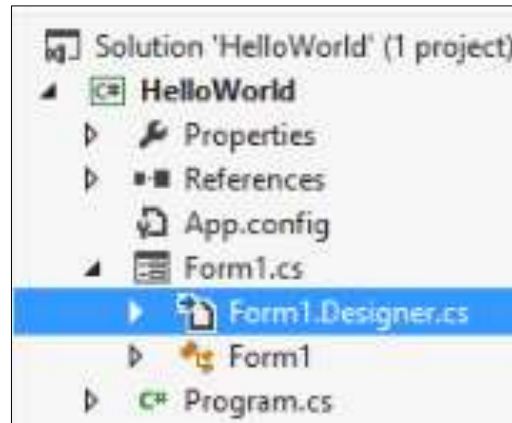 Solution 'HelloWorld' (1 project)
C# HelloWorld
Properties
References
App.config
Form1.cs
Form1.Designer.cs
Form1
C# Program.cs